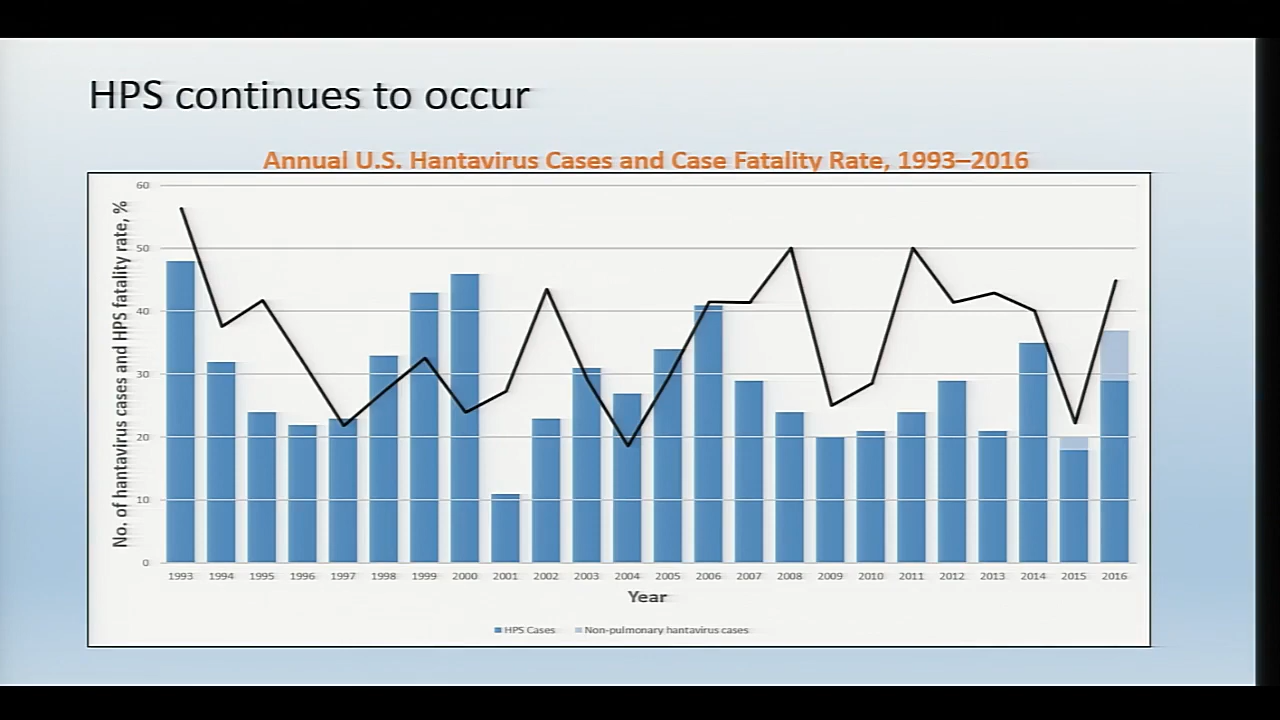 HPS continues to occur
Annual U.S. Hantavirus Cases and Case Fatality Rate, 1993–2016
No. of hantavirus cases and HPS fatality rate, %
60
50
40
30
20
10
0
1993 1994 1995 1996 1997 1998 1999 2000 2001 2002 2003 2004 2005 2006 2007 2008 2009 2010 2011 2012 2013 2014 2015 2016
Year
HPS Cases Non-pulmonary hantavirus cases